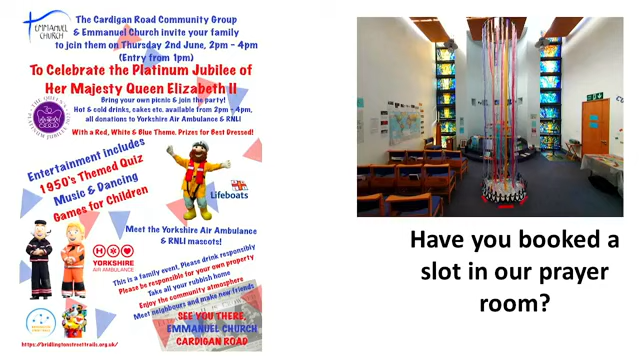 EMMANUEL
CHURCH
The Cardigan Road Community Group
& Emmanuel Church invite your family
to join them on Thursday 2nd June, 2pm - 4pm
(Entry from 1pm)
To Celebrate the Platinum Jubilee of
Her Majesty Queen Elizabeth II
Bring your own picnic & join the party!
Hot & cold drinks, cakes etc. available from 2pm - 4pm,
all donations to Yorkshire Air Ambulance & RNLI
With a Red, White & Blue Theme. Prizes for Best Dressed!
Entertainment includes
1950's Themed Quiz
Music & Dancing
Games for Children
RNLI
Lifeboats
Meet the Yorkshire Air Ambulance
& RNLI mascots!
YORKSHIRE
AIR AMBULANCE
This is a family event, Please drink responsibly
Please be responsible for your own property
Take all your rubbish home
Enjoy the community atmosphere
Meet neighbours and make new friends
SEE YOU THERE,
EMMANUEL CHURCH
CARDIGAN ROAD
https://bridlingtonstreettrails.org.uk/
Have you booked a
slot in our prayer
room?